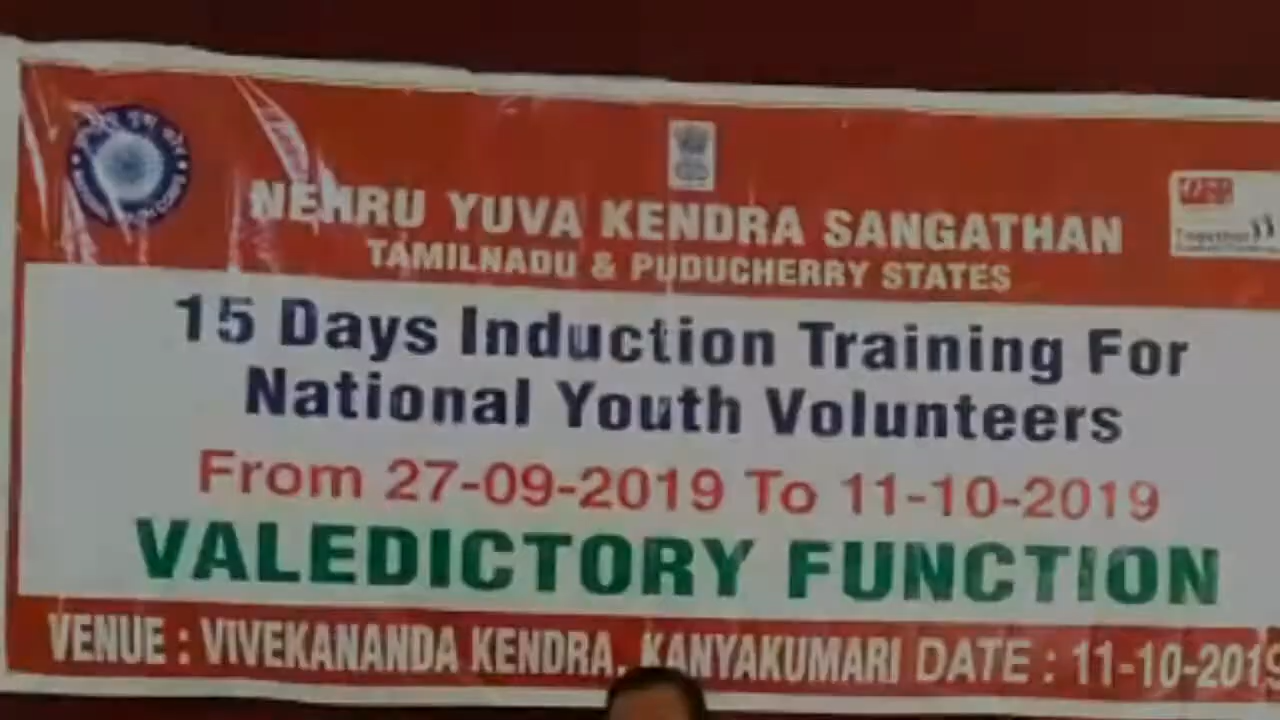 NEHRU YUVA KENDRA SANGATHAN
TAMILNADU & PUDUCHERRY STATES
15 Days Induction Training For
National Youth Volunteers
From 27-09-2019 To 11-10-2019
VALEDICTORY FUNCTION
VENUE : VIVEKANANDA KENDRA, KANYAKUMARI DATE : 11-10-2019